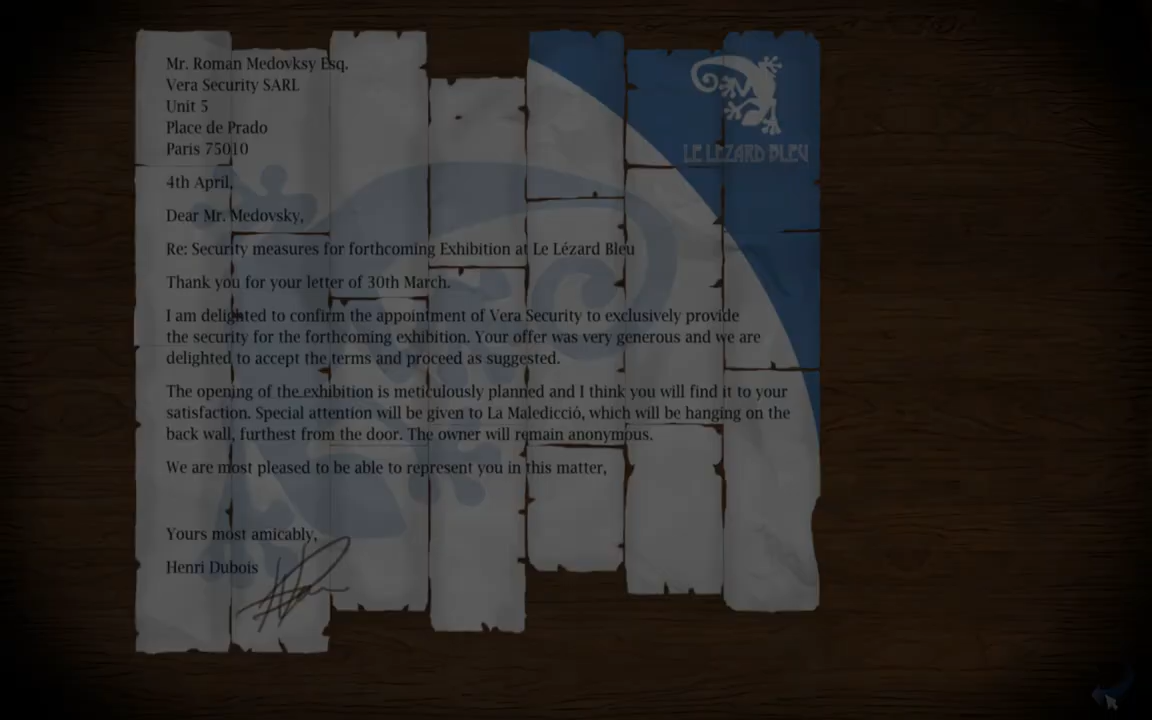 Mr. Roman Medovksy Esq.
Vera Security SARL
Unit 5
Place de Prado
Paris 75010
LE LEZARD BLEU
4th April,
Dear Mr. Medovsky,
Re: Security measures for forthcoming Exhibition at Le Lézard Bleu
Thank you for your letter of 30th March.
I am delighted to confirm the appointment of Vera Security to exclusively provide
the security for the forthcoming exhibition. Your offer was very generous and we are
delighted to accept the terms and proceed as suggested.
The opening of the exhibition is meticulously planned and I think you will find it to your
satisfaction. Special attention will be given to La Maledicció, which will be hanging on the
back wall, furthest from the door. The owner will remain anonymous.
We are most pleased to be able to represent you in this matter,
Yours most amicably,
Henri Dubois